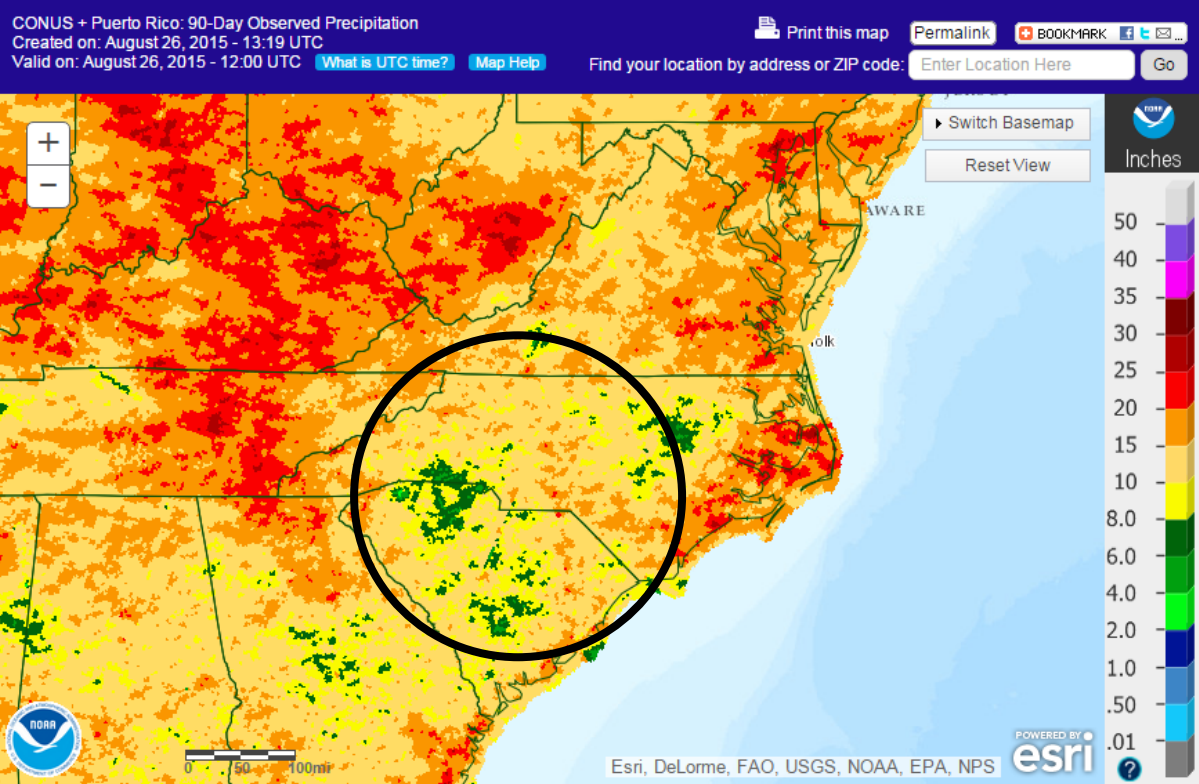 CONUS + Puerto Rico: 90-Day Observed Precipitation
Created on: August 26, 2015 - 13:19 UTC
Valid on: August 26, 2015 - 12:00 UTC What is UTC time? Map Help
Print this map Permalink BOOKMARK
Find your location by address or ZIP code: Enter Location Here Go
+
−
Switch Basemap
Reset View
AWARE
folk
NOAA
Inches
50
40
35
30
25
20
15
10
8.0
6.0
4.0
2.0
1.0
.50
.01
?
NOAA
0 50 100mi
POWERED BY
esri
Esri, DeLorme, FAO, USGS, NOAA, EPA, NPS